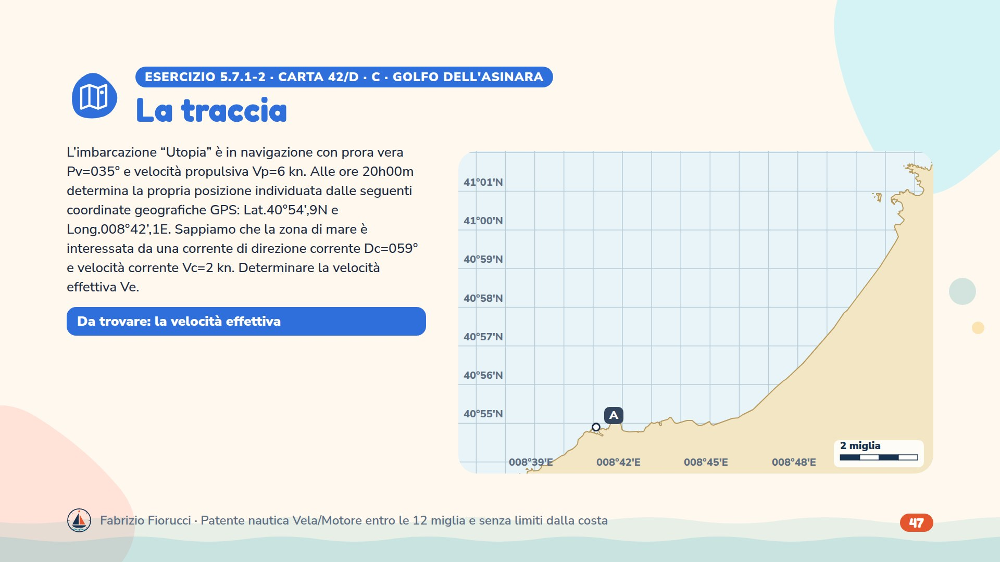 ESERCIZIO 5.7.1-2 · CARTA 42/D · C · GOLFO DELL'ASINARA
La traccia
L’imbarcazione “Utopia” è in navigazione con prora vera
Pv=035° e velocità propulsiva Vp=6 kn. Alle ore 20h00m
determina la propria posizione individuata dalle seguenti
coordinate geografiche GPS: Lat.40°54’,9N e
Long.008°42’,1E. Sappiamo che la zona di mare è
interessata da una corrente di direzione corrente Dc=059°
e velocità corrente Vc=2 kn. Determinare la velocità
effettiva Ve.
Da trovare: la velocità effettiva
41°01'N
41°00'N
40°59'N
40°58'N
40°57'N
40°56'N
40°55'N
A
2 miglia
008°39'E
008°42'E
008°45'E
008°48'E
Fabrizio Fiorucci · Patente nautica Vela/Motore entro le 12 miglia e senza limiti dalla costa
47